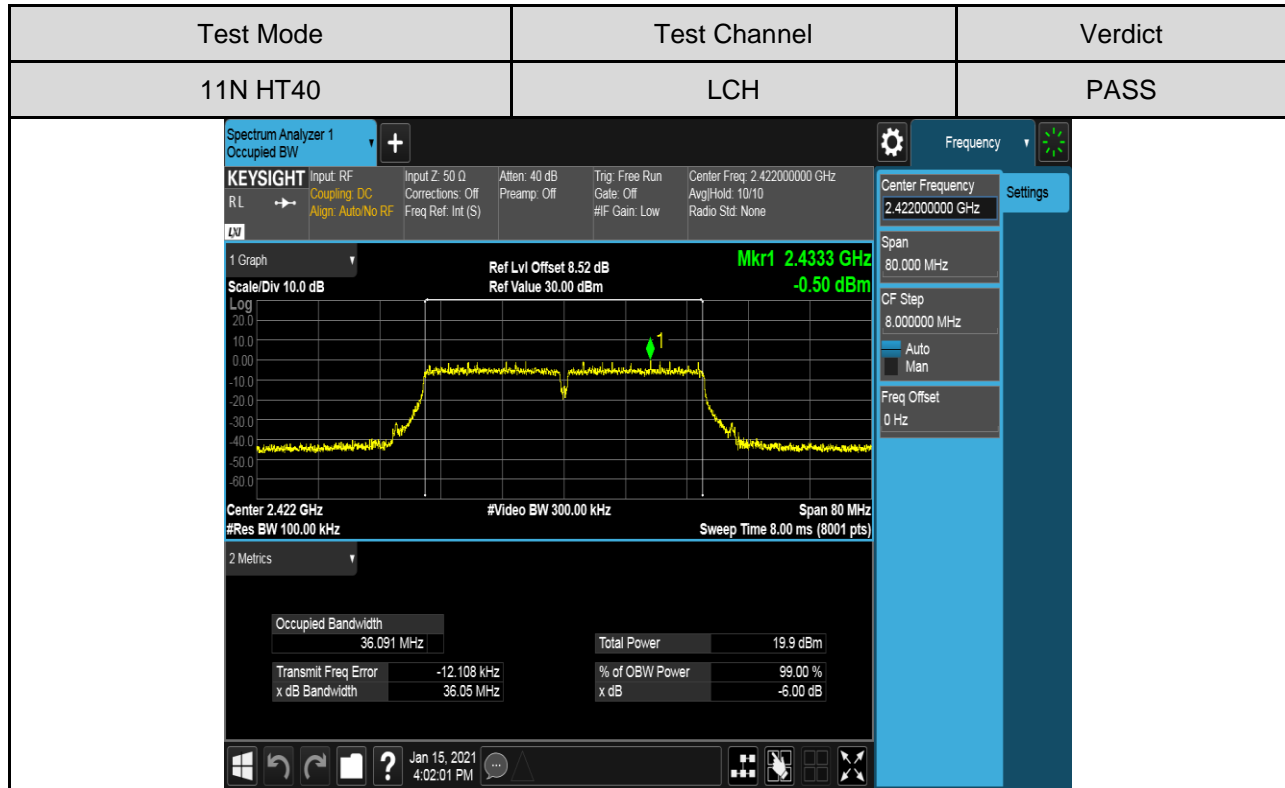 Test Mode Test Channel Verdict
11N HT40 LCH PASS
Spectrum Analyzer 1
Occupied BW
+
Frequency
KEYSIGHT Input: RF Input Z: 50 Ω Atten: 40 dB Trig: Free Run Center Freq: 2.422000000 GHz
RL Coupling: DC Corrections: Off Preamp: Off Gate: Off Avg|Hold: 10/10
Align: Auto/No RF Freq Ref: Int (S) #IF Gain: Low Radio Std: None
LXI
Center Frequency
2.422000000 GHz
Settings
Span
80.000 MHz
CF Step
8.000000 MHz
Auto
Man
Freq Offset
0 Hz
1 Graph
Ref Lvl Offset 8.52 dB
Mkr1 2.4333 GHz
Scale/Div 10.0 dB
Ref Value 30.00 dBm
-0.50 dBm
Log
20.0
10.0
1
0.00
-10.0
-20.0
-30.0
-40.0
-50.0
-60.0
Center 2.422 GHz #Video BW 300.00 kHz Span 80 MHz
#Res BW 100.00 kHz Sweep Time 8.00 ms (8001 pts)
2 Metrics
Occupied Bandwidth
36.091 MHz
Total Power 19.9 dBm
Transmit Freq Error -12.108 kHz
% of OBW Power 99.00 %
x dB Bandwidth 36.05 MHz
x dB -6.00 dB
?
Jan 15, 2021
4:02:01 PM